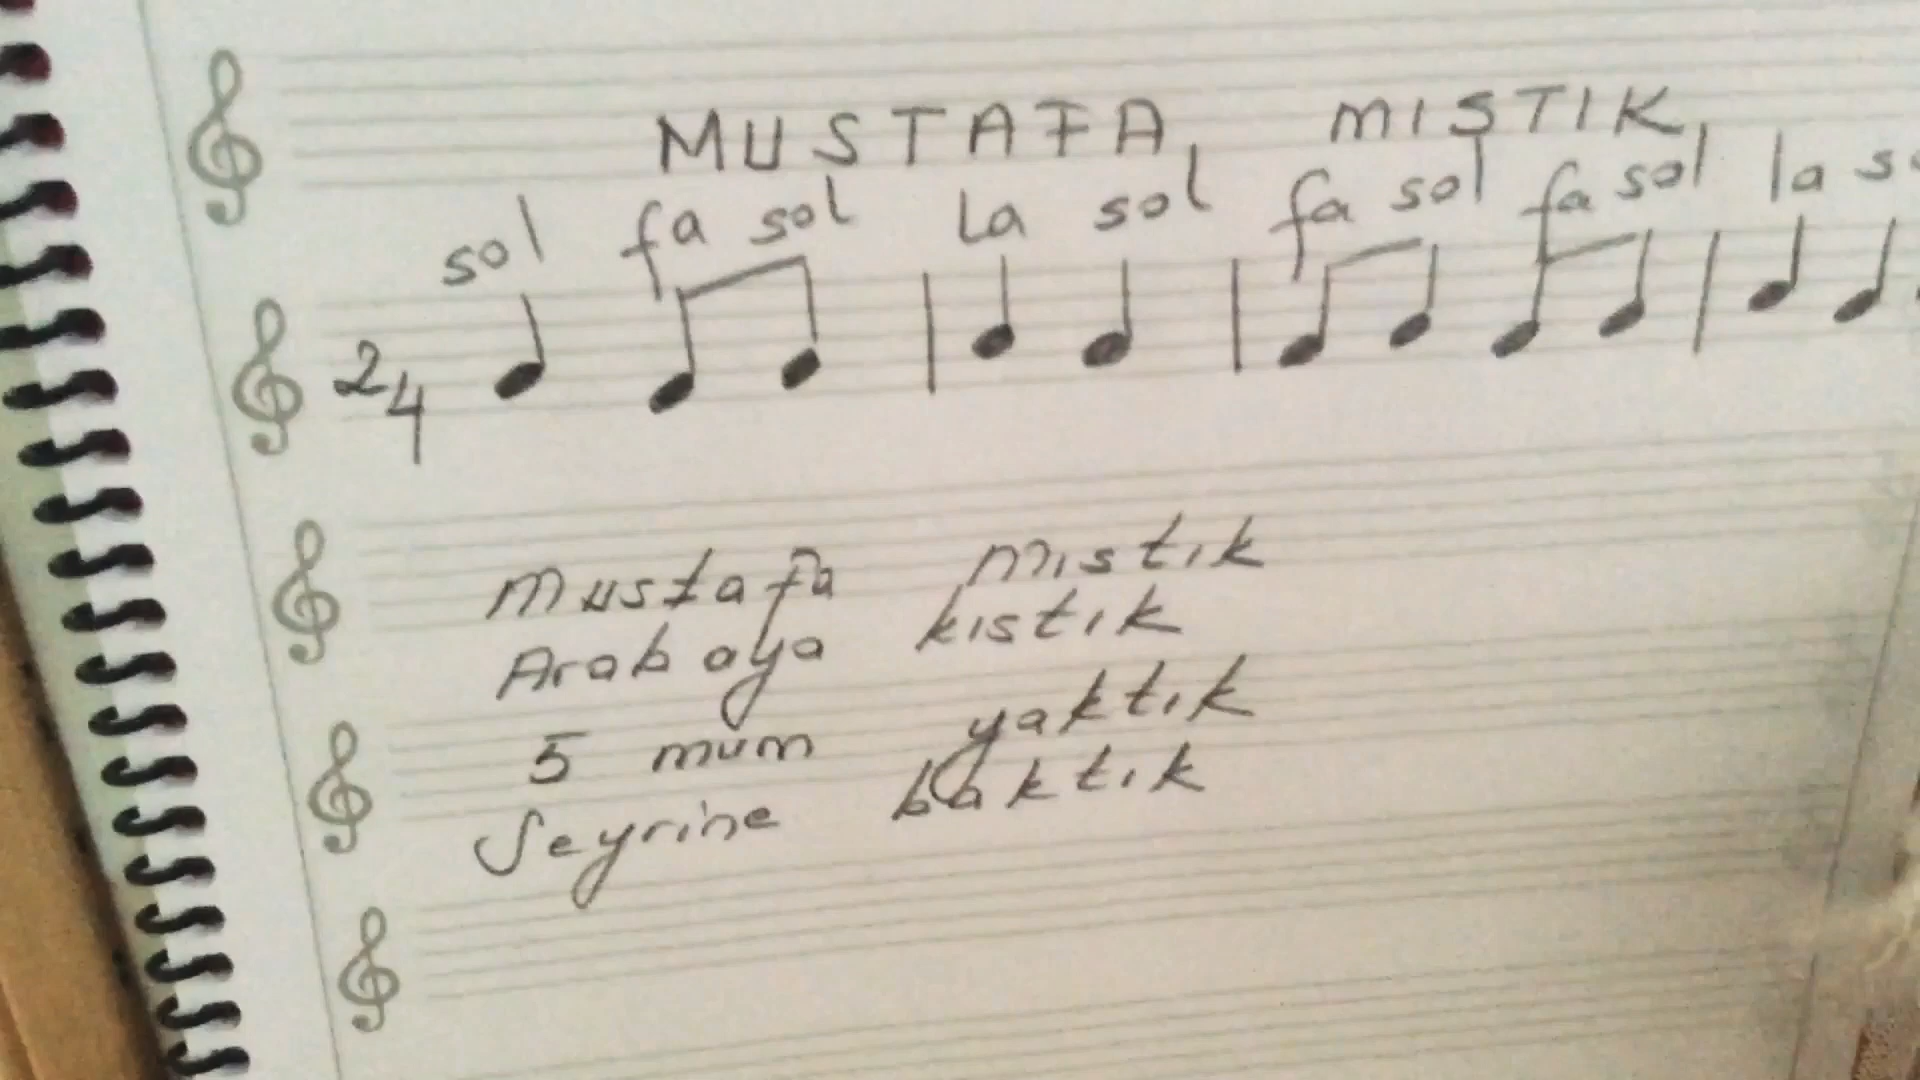 MUSTAFA, MISTIK,
sol fa sol la sol fa sol fa sol la
2 4
Mustafa mıstık
Arabaya kıstık
5 mum yaktık
Seyrine baktık